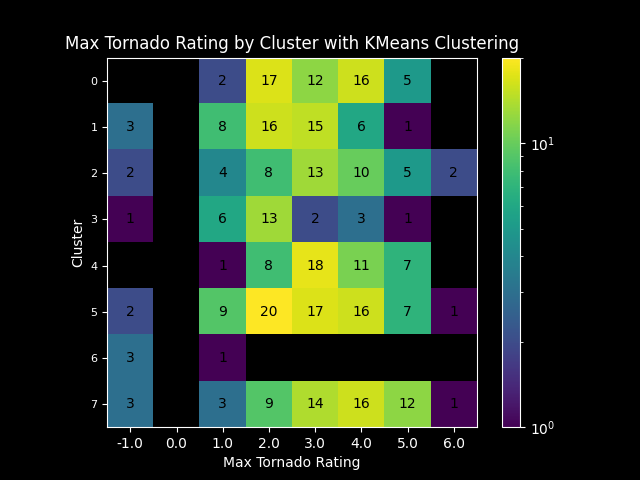 Max Tornado Rating by Cluster with KMeans Clustering
0 2 17 12 16 5
1 3 8 16 15 6 1
2 2 4 8 13 10 5 2
3 1 6 13 2 3 1
4 1 8 18 11 7
5 2 9 20 17 16 7 1
6 3 1
7 3 3 9 14 16 12 1
-1.0 0.0 1.0 2.0 3.0 4.0 5.0 6.0
Max Tornado Rating
Cluster
10¹
10⁰